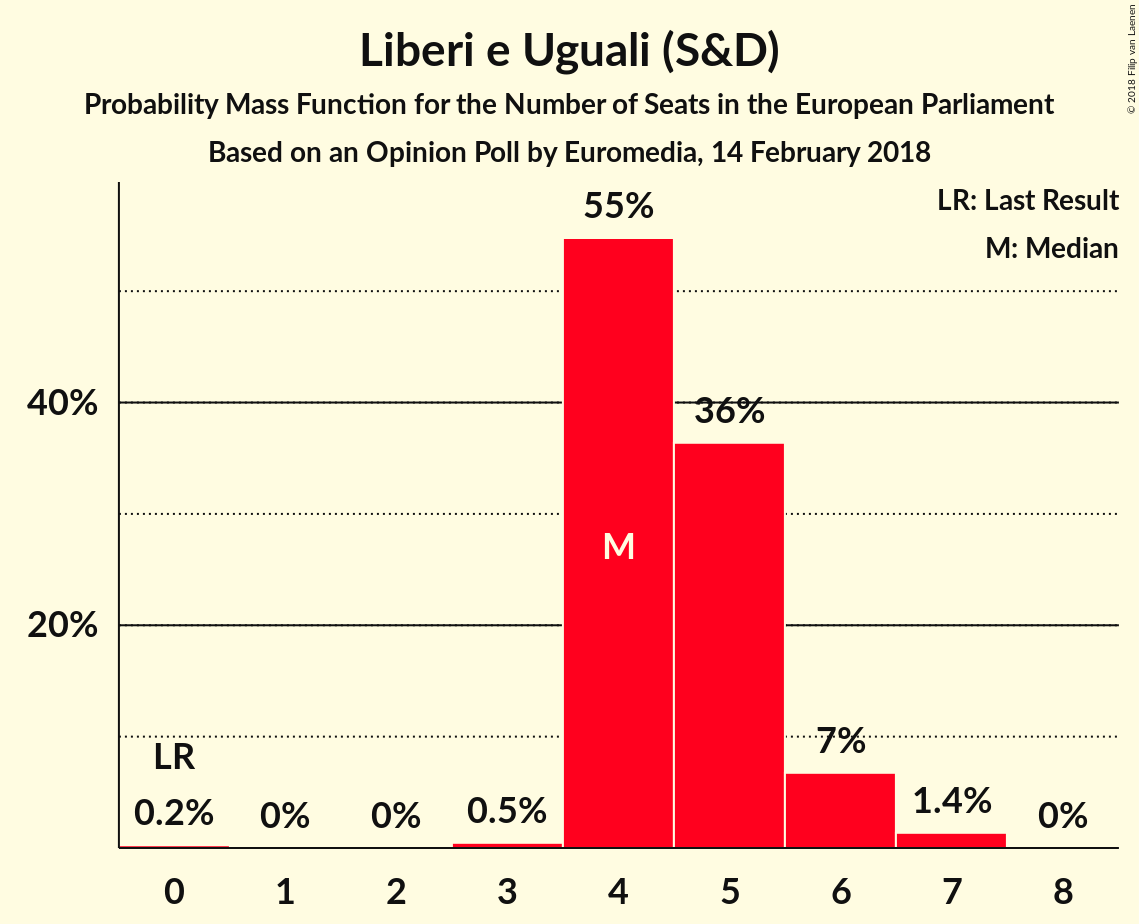 Liberi e Uguali (S&D)
Probability Mass Function for the Number of Seats in the European Parliament
Based on an Opinion Poll by Euromedia, 14 February 2018
© 2018 Filip van Laenen
LR: Last Result
M: Median
55%
40%
36%
M
20%
LR
7%
0.2%
0%
0%
0.5%
1.4%
0%
0 1 2 3 4 5 6 7 8